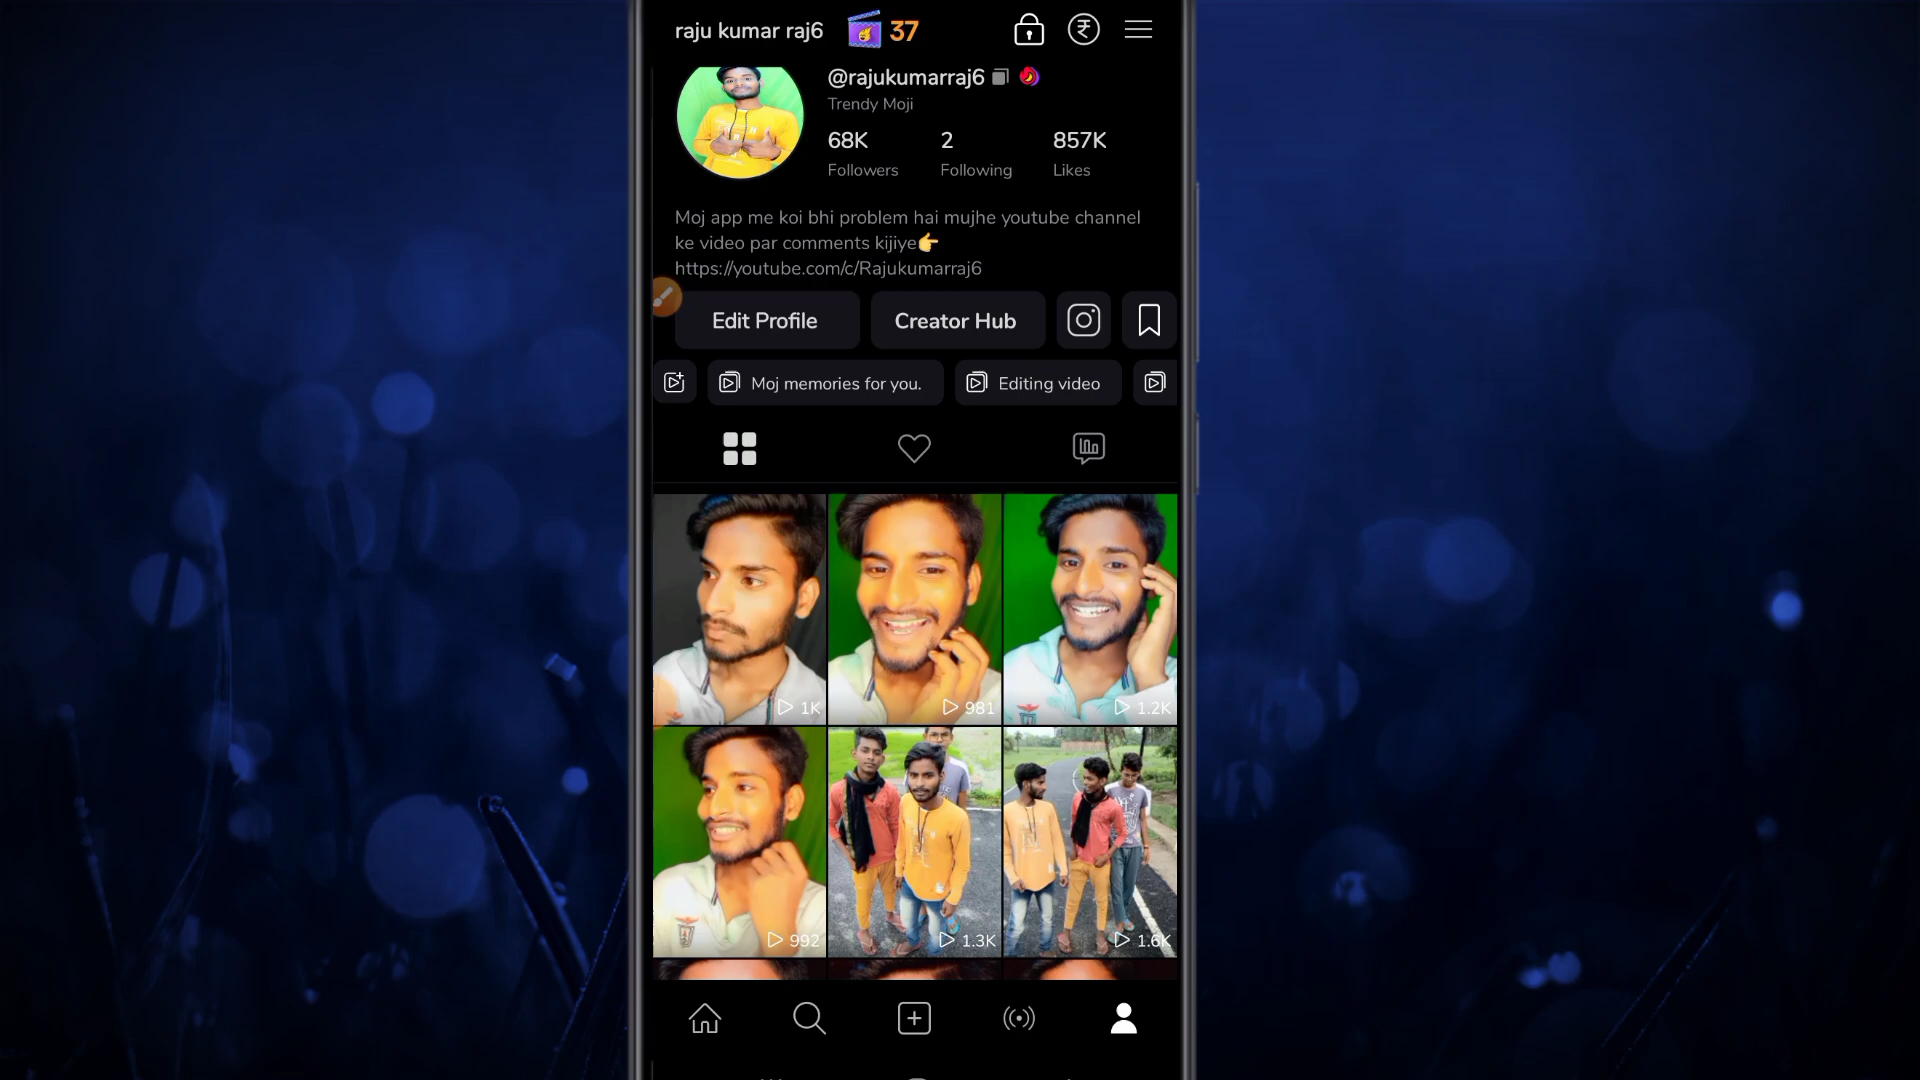 raju kumar raj6 37
@rajukumarraj6
Trendy Moji
68K 2 857K
Followers Following Likes
Moj app me koi bhi problem hai mujhe youtube channel
ke video par comments kijiye👉
https://youtube.com/c/Rajukumarraj6
Edit Profile Creator Hub
Moj memories for you. Editing video
1K 981 1.2K
992 1.3K 1.6K